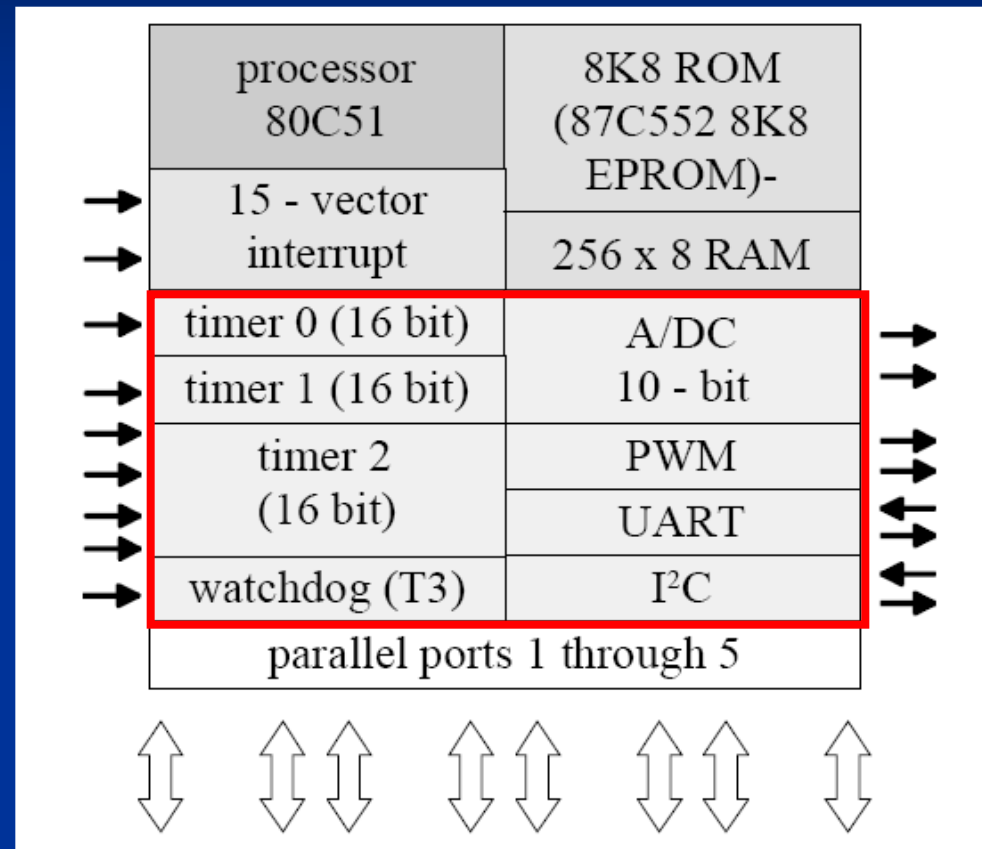 processor
80C51
8K8 ROM
(87C552 8K8
EPROM)-
15 - vector
interrupt
256 x 8 RAM
timer 0 (16 bit)
timer 1 (16 bit)
A/DC
10 - bit
timer 2
(16 bit)
PWM
UART
watchdog (T3)
I²C
parallel ports 1 through 5